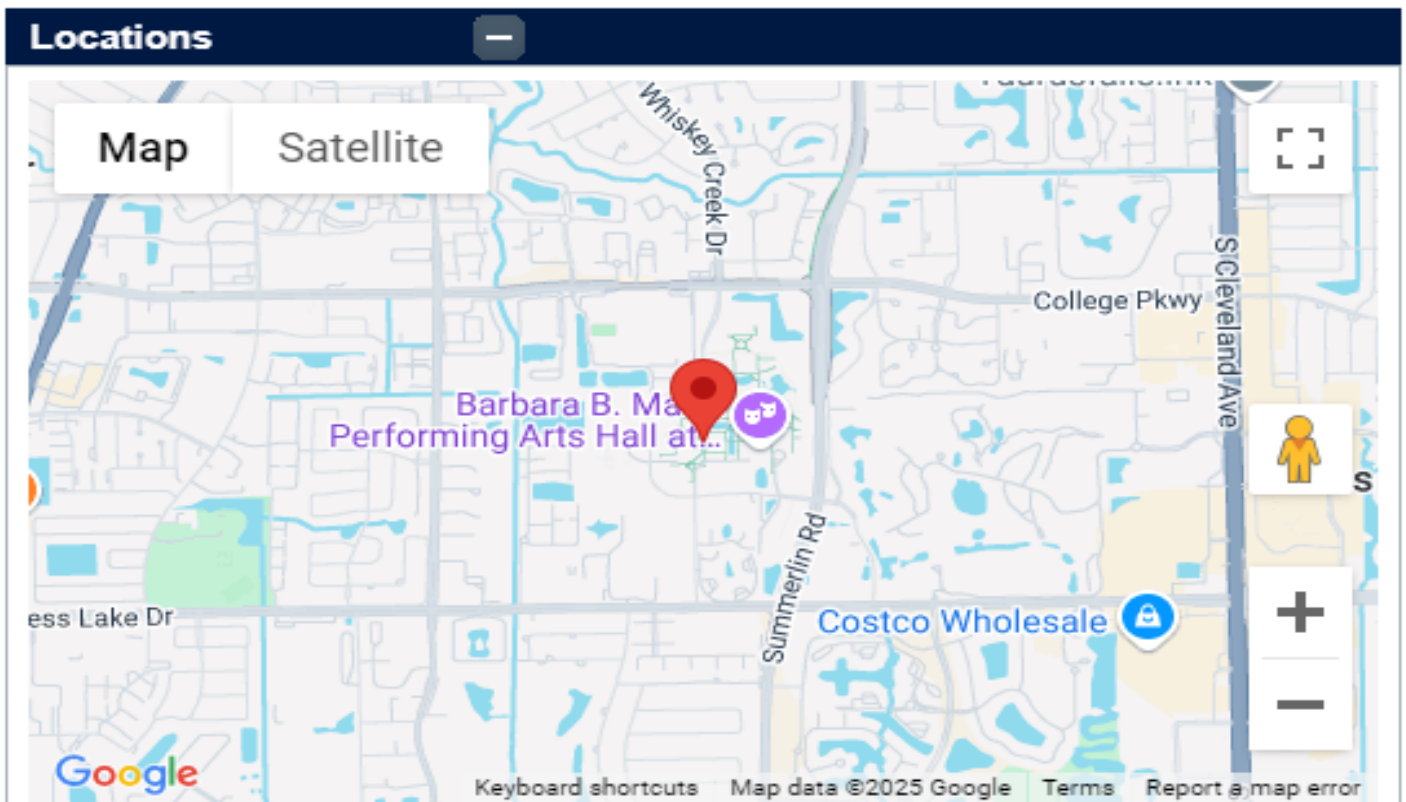 Locations
Map
Satellite
Whiskey Creek Dr
S Cleveland Ave
College Pkwy
Barbara B. Ma
Performing Arts Hall at...
S
Summerlin Rd
ess Lake Dr
Costco Wholesale
Google
Keyboard shortcuts
Map data ©2025 Google
Terms
Report a map error